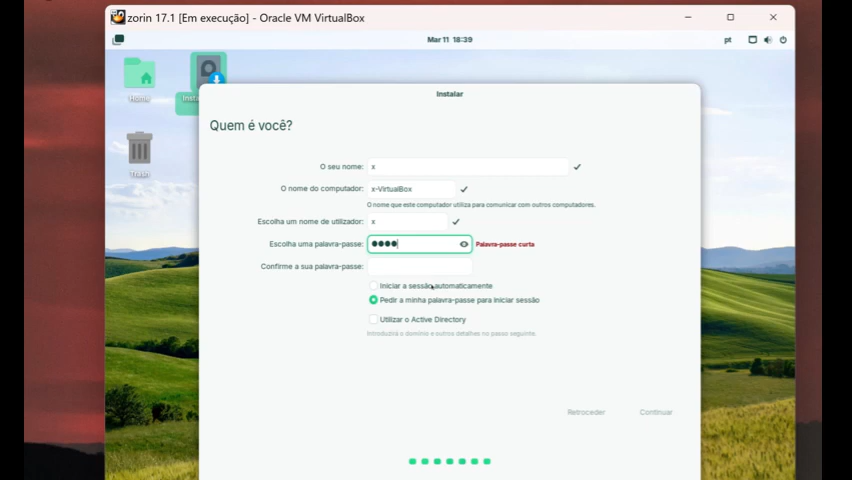 zorin 17.1 [Em execução] - Oracle VM VirtualBox
Mar 11 18:39
pt
Home
Trash
Instalar
Quem é você?
O seu nome: x
O nome do computador: x-VirtualBox
O nome que este computador utiliza para comunicar com outros computadores.
Escolha um nome de utilizador: x
Escolha uma palavra-passe: ●●●● Palavra-passe curta
Confirme a sua palavra-passe:
Iniciar a sessão automaticamente
Pedir a minha palavra-passe para iniciar sessão
Utilizar o Active Directory
Introduzirá o domínio e outros detalhes no passo seguinte.
Retroceder
Continuar